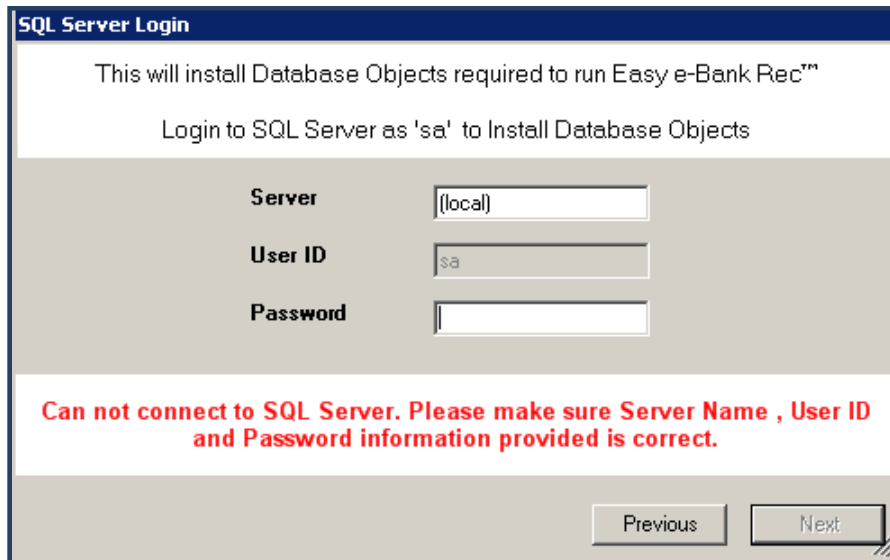 SQL Server Login
This will install Database Objects required to run Easy e-Bank Rec™
Login to SQL Server as 'sa' to Install Database Objects
Server (local)
User ID sa
Password
Can not connect to SQL Server. Please make sure Server Name , User ID
and Password information provided is correct.
Previous Next